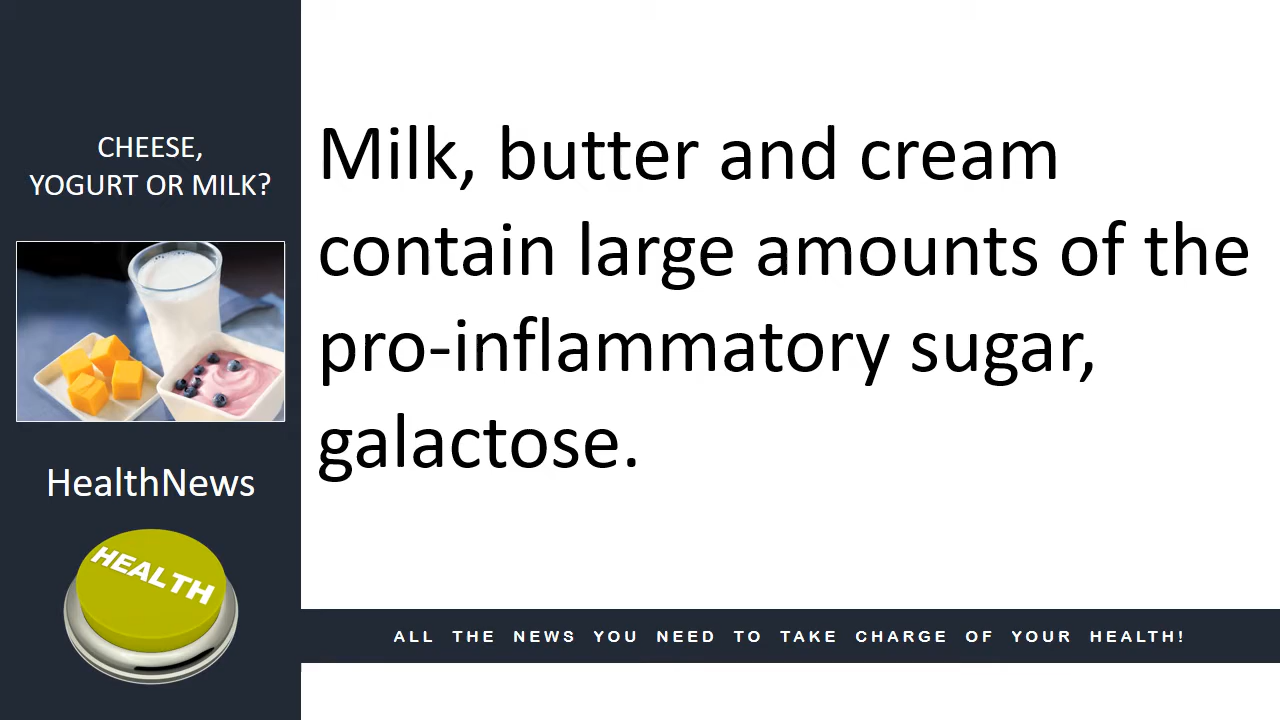 CHEESE,
YOGURT OR MILK?
HealthNews
HEALTH
Milk, butter and cream
contain large amounts of the
pro-inflammatory sugar,
galactose.
ALL THE NEWS YOU NEED TO TAKE CHARGE OF YOUR HEALTH!